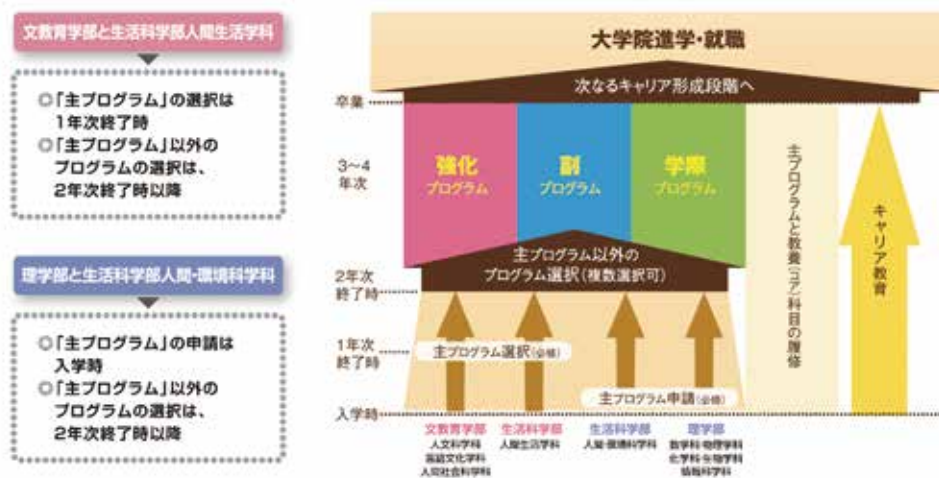 文教育学部と生活科学部人間生活学科
◎「主プログラム」の選択は
1年次終了時
◎「主プログラム」以外の
プログラムの選択は、
2年次終了時以降
理学部と生活科学部人間・環境科学科
◎「主プログラム」の申請は
入学時
◎「主プログラム」以外の
プログラムの選択は、
2年次終了時以降
大学院進学・就職
次なるキャリア形成段階へ
卒業
3〜4
年次
強化
プログラム
副
プログラム
学際
プログラム
主プログラム以外の
プログラム選択(複数選択可)
2年次
終了時
1年次
終了時
主プログラム選択(必修)
主プログラム申請(必修)
入学時
主プログラムと教養(コア)科目の履修
キャリア教育
文教育学部
人文科学科
言語文化学科
人間社会科学科
生活科学部
人間生活学科
生活科学部
人間・環境科学科
理学部
数学科・物理学科
化学科・生物学科
情報科学科